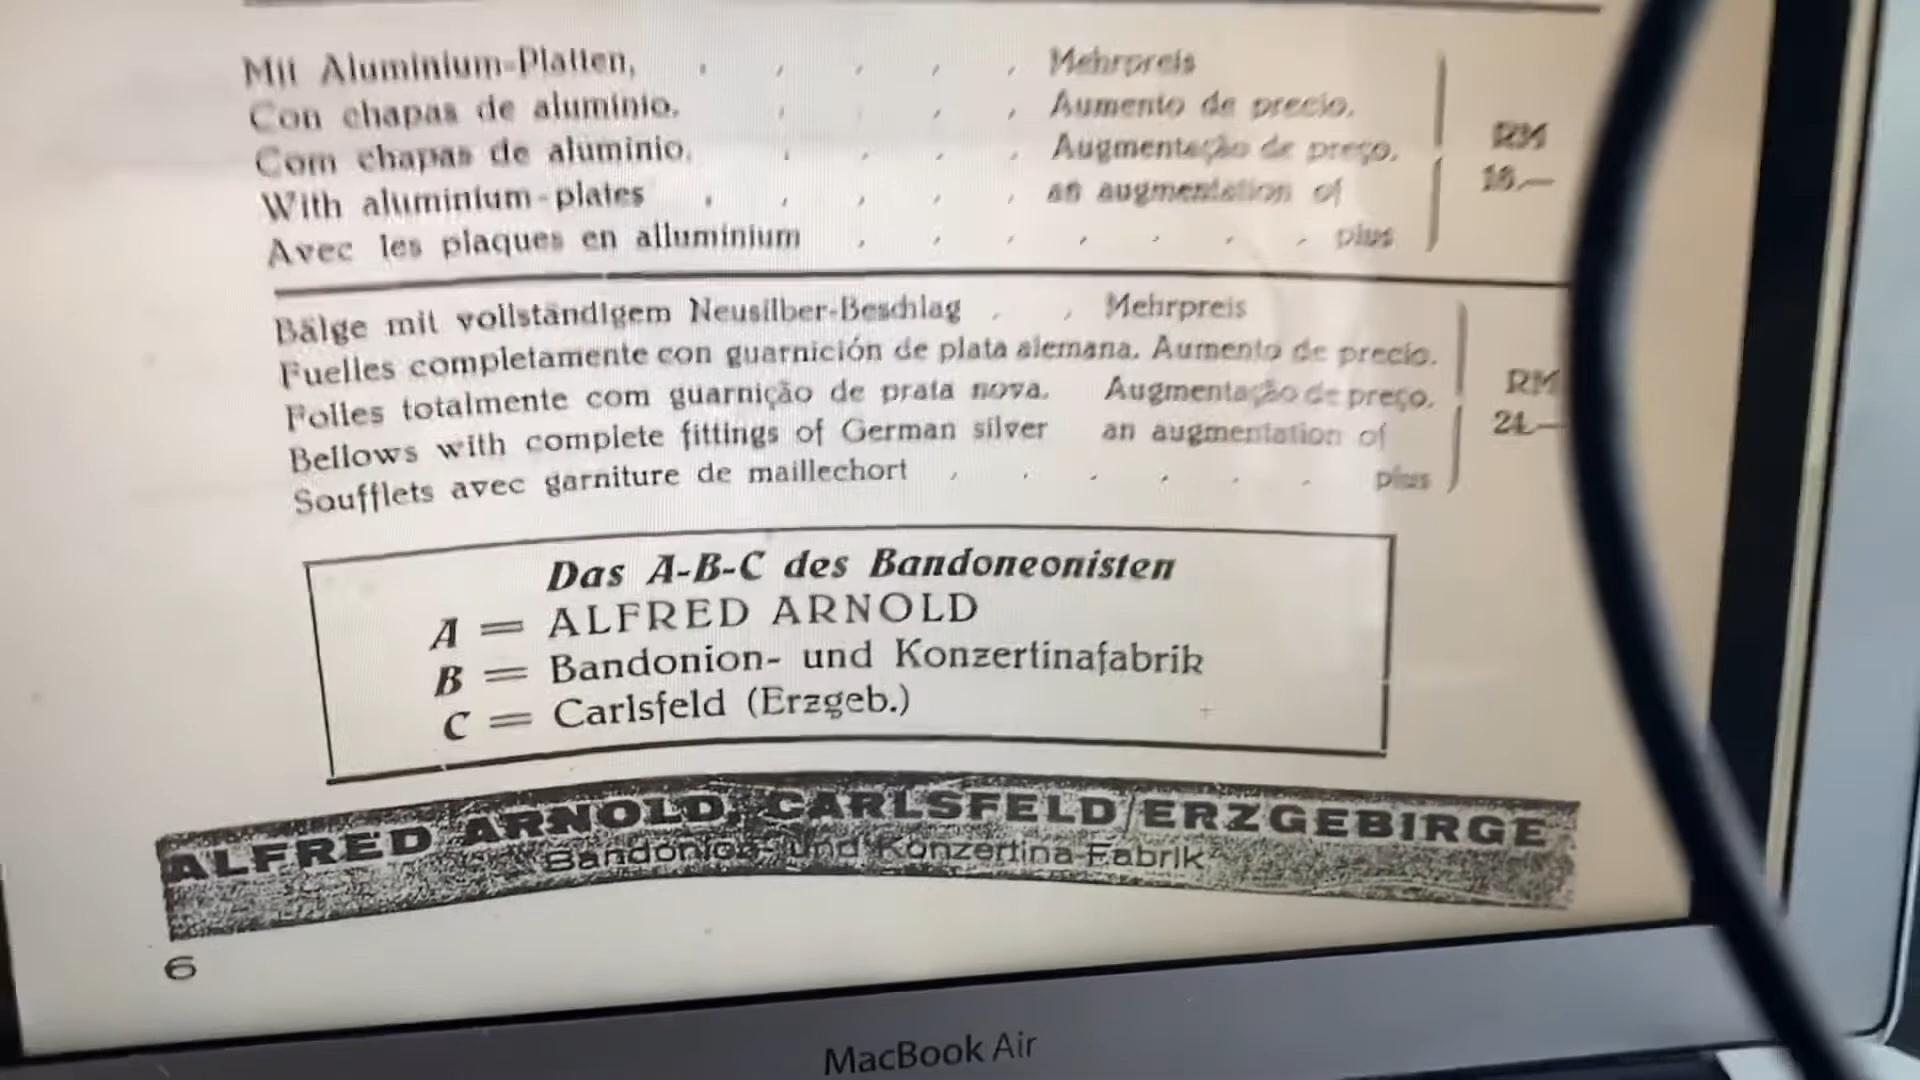 Mit Aluminium-Platten, Mehrpreis
Con chapas de aluminio. Aumento de precio.
Com chapas de aluminio. Augmentação de preço.
With aluminium-plates an augmentation of
Avec les plaques en alluminium plus
RM
Bälge mit vollständigem Neusilber-Beschlag Mehrpreis
Fuelles completamente con guarnición de plata alemana. Aumento de precio.
Folles totalmente com guarnição de prata nova. Augmentação de preço.
Bellows with complete fittings of German silver an augmentation of
Soufflets avec garniture de maillechort plus
RM
Das A-B-C des Bandoneonisten
A = ALFRED ARNOLD
B = Bandonion- und Konzertinafabrik
C = Carlsfeld (Erzgeb.)
ALFRED ARNOLD, CARLSFELD/ERZGEBIRGE
Bandonion- und Konzertina-Fabrik
6
MacBook Air